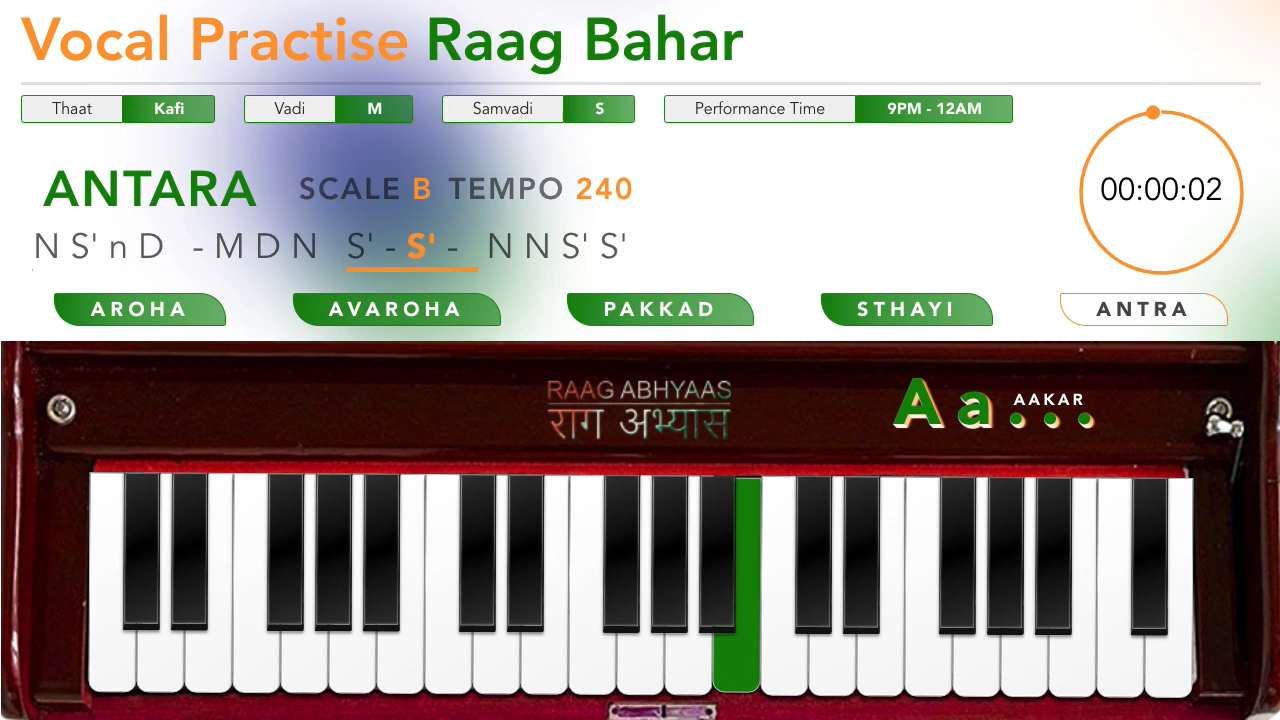 Vocal Practise Raag Bahar
Thaat Kafi Vadi M Samvadi S Performance Time 9PM - 12AM
00:00:02
ANTARA SCALE B TEMPO 240
N S' n D - M D N S' - S' - N N S' S'
AROHA AVAROHA PAKKAD STHAYI ANTRA
RAAG ABHYAAS
राग अभ्यास
A a . . . AAKAR